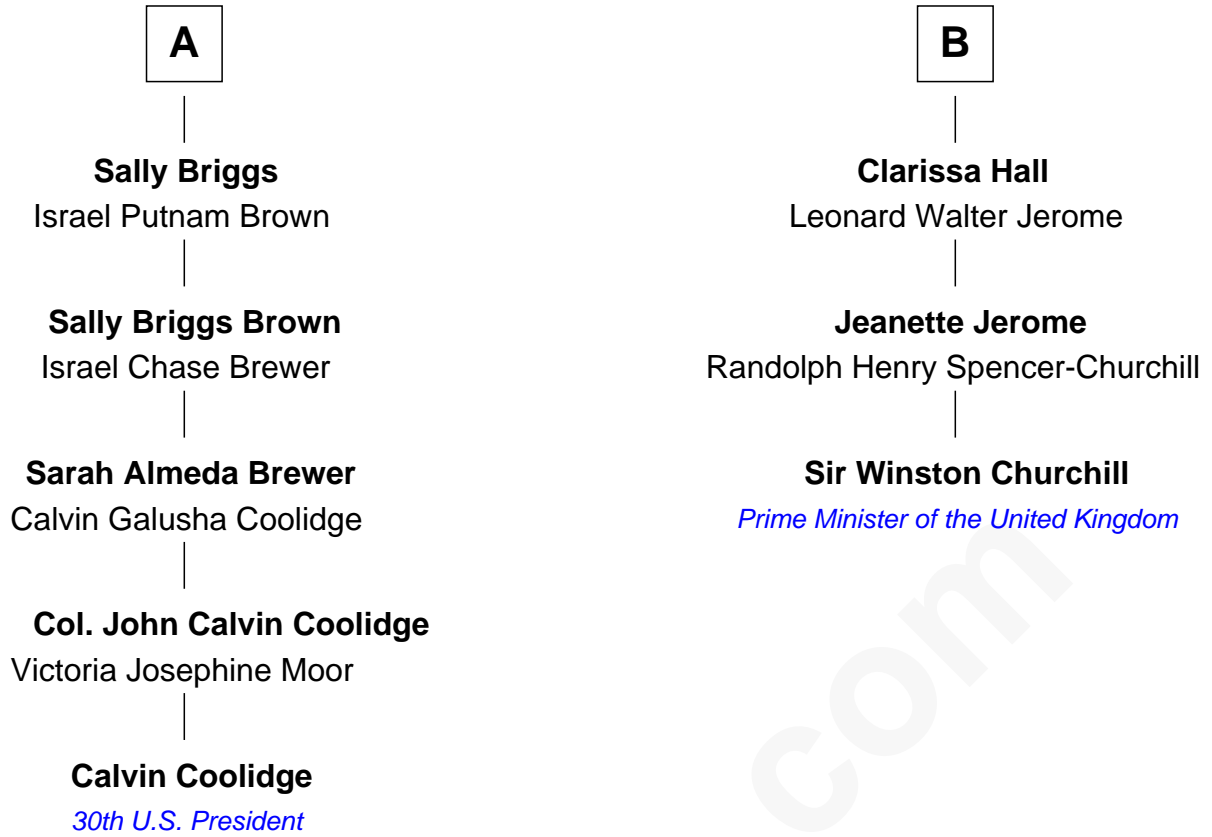 A
Sally Briggs
Israel Putnam Brown
Sally Briggs Brown
Israel Chase Brewer
Sarah Almeda Brewer
Calvin Galusha Coolidge
Col. John Calvin Coolidge
Victoria Josephine Moor
Calvin Coolidge
30th U.S. President
B
Clarissa Hall
Leonard Walter Jerome
Jeanette Jerome
Randolph Henry Spencer-Churchill
Sir Winston Churchill
Prime Minister of the United Kingdom
com